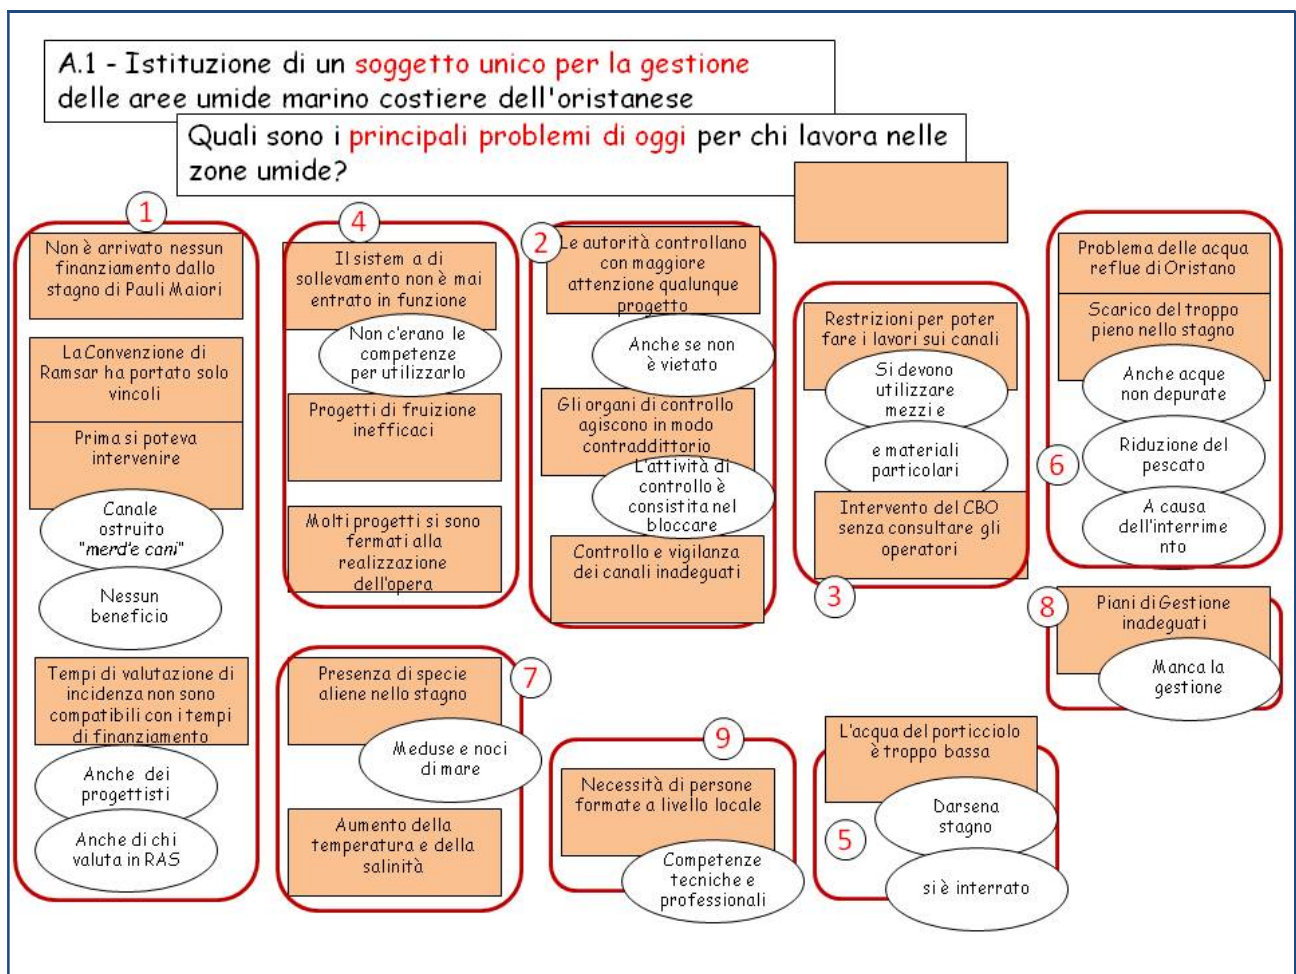 A.1 - Istituzione di un soggetto unico per la gestione
delle aree umide marino costiere dell'oristanese
Quali sono i principali problemi di oggi per chi lavora nelle
zone umide?
1
Non è arrivato nessun
finanziamento dallo
stagno di Pauli Maiori
La Convenzione di
Ramsar ha portato solo
vincoli
Prima si poteva
intervenire
Canale
ostruito
"merd'e cani"
Nessun
beneficio
Tempi di valutazione di
incidenza non sono
compatibili con i tempi
di finanziamento
Anche dei
progettisti
Anche di chi
valuta in RAS
4
Il sistem a di
sollevamento non è mai
entrato in funzione
Non c'erano le
competenze
per utilizzarlo
Progetti di fruizione
inefficaci
Molti progetti si sono
fermati alla
realizzazione
dell'opera
2
Le autorità controllano
con maggiore
attenzione qualunque
progetto
Anche se non
è vietato
Gli organi di controllo
agiscono in modo
contraddittorio
L'attività di
controllo è
consistita nel
bloccare
Controllo e vigilanza
dei canali inadeguati
Restrizioni per poter
fare i lavori sui canali
Si devono
utilizzare
mezzi e
e materiali
particolari
Intervento del CBO
senza consultare gli
operatori
3
Problema delle acqua
reflue di Oristano
Scarico del troppo
pieno nello stagno
Anche acque
non depurate
Riduzione del
pescato
6
A causa
dell'interrime
nto
8
Piani di Gestione
inadeguati
Manca la
gestione
7
Presenza di specie
aliene nello stagno
Meduse e noci
di mare
Aumento della
temperatura e della
salinità
9
Necessità di persone
formate a livello locale
Competenze
tecniche e
professionali
L'acqua del porticciolo
è troppo bassa
Darsena
stagno
5
si è interrato